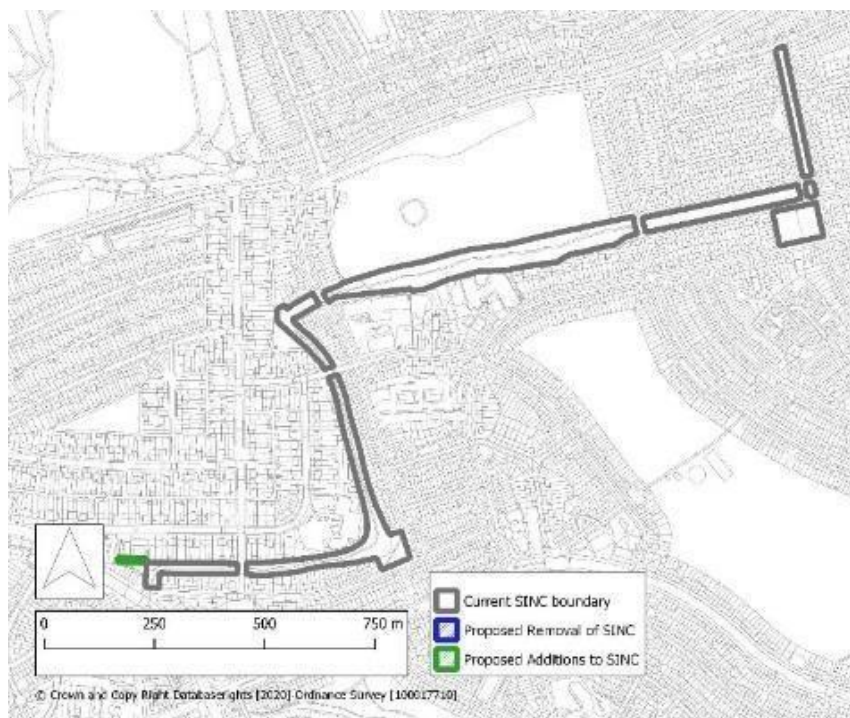 Current SINC boundary
Proposed Removal of SINC
Proposed Additions to SINC
0 250 500 750 m
© Crown and Copy Right Databaserights [2020] Ordnance Survey [100017710]